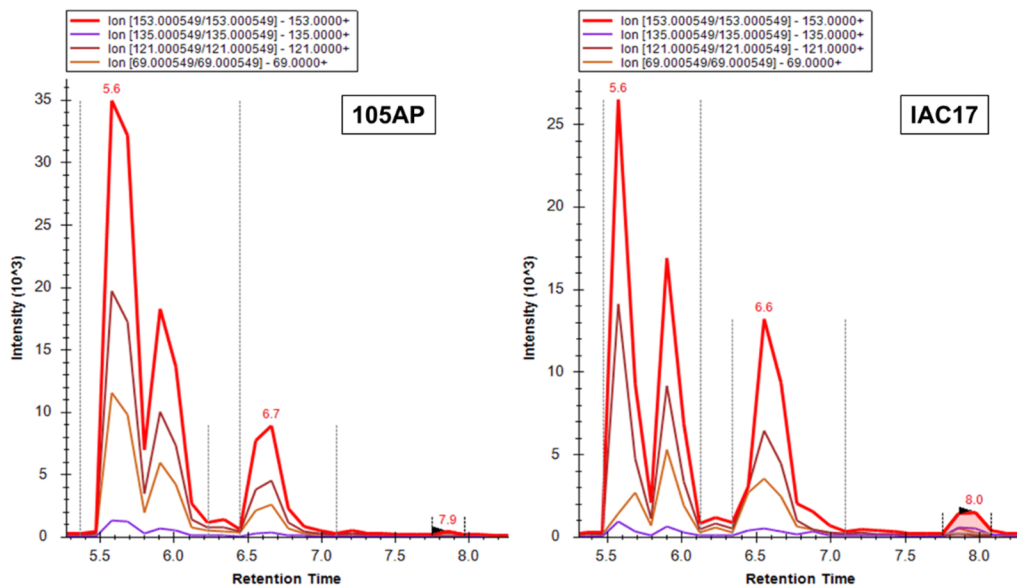 Ion [153.000549/153.000549] - 153.0000+
Ion [135.000549/135.000549] - 135.0000+
Ion [121.000549/121.000549] - 121.0000+
Ion [69.000549/69.000549] - 69.0000+
105AP
5.6
6.7
7.9
35
30
25
20
15
10
5
0
Intensity (10^3)
5.5 6.0 6.5 7.0 7.5 8.0
Retention Time
Ion [153.000549/153.000549] - 153.0000+
Ion [135.000549/135.000549] - 135.0000+
Ion [121.000549/121.000549] - 121.0000+
Ion [69.000549/69.000549] - 69.0000+
IAC17
5.6
6.6
8.0
25
20
15
10
5
0
Intensity (10^3)
5.5 6.0 6.5 7.0 7.5 8.0
Retention Time